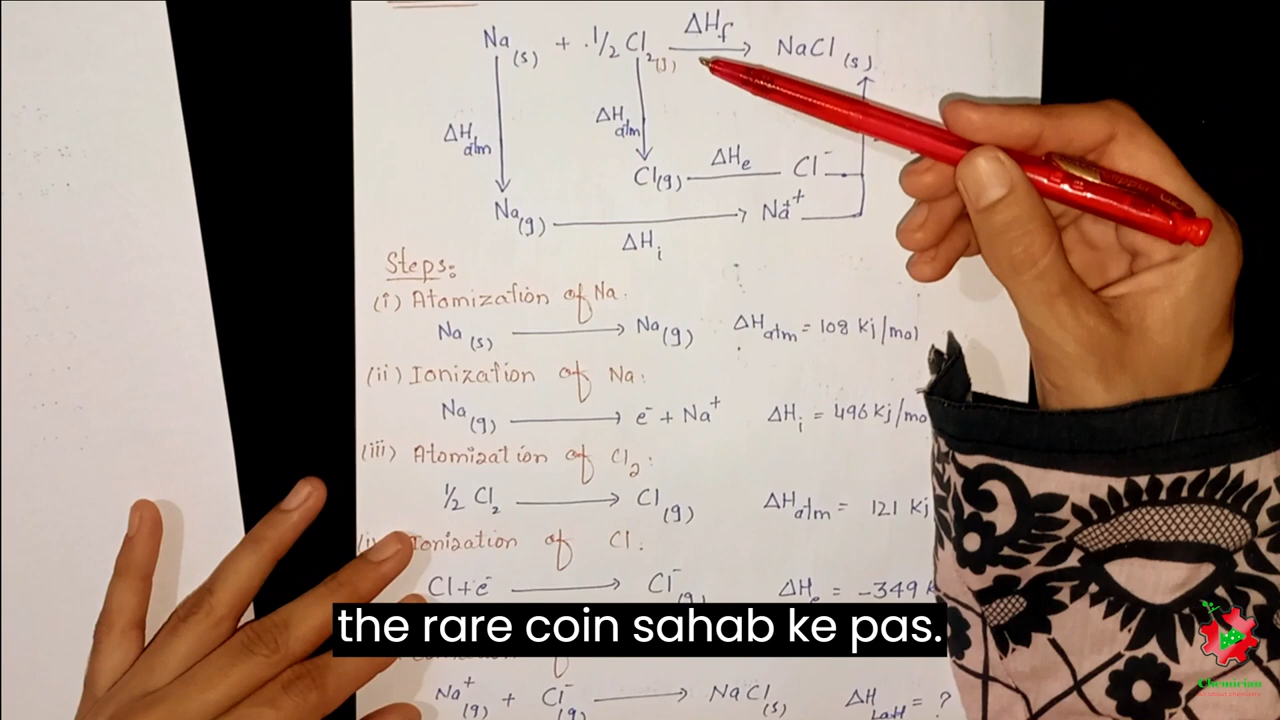 Na(s) + 1/2 Cl2(g) ΔHf → NaCl(s)
ΔHatm ΔHatm
Cl(g) ΔHe Cl-
Na(g) → Na+
ΔHi
Steps:
(i) Atomization of Na:
Na(s) → Na(g) ΔHatm = 108 kj/mol
(ii) Ionization of Na:
Na(g) → e- + Na+ ΔHi = 496 kj/mo
(iii) Atomization of Cl2:
1/2 Cl2 → Cl(g) ΔHatm = 121 kj
Ionization of Cl:
Cl + e- → Cl-(g) ΔHe = -349 k
the rare coin sahab ke pas.
Na+(g) + Cl-(g) → NaCl(s) ΔHLatt = ?
Chemician